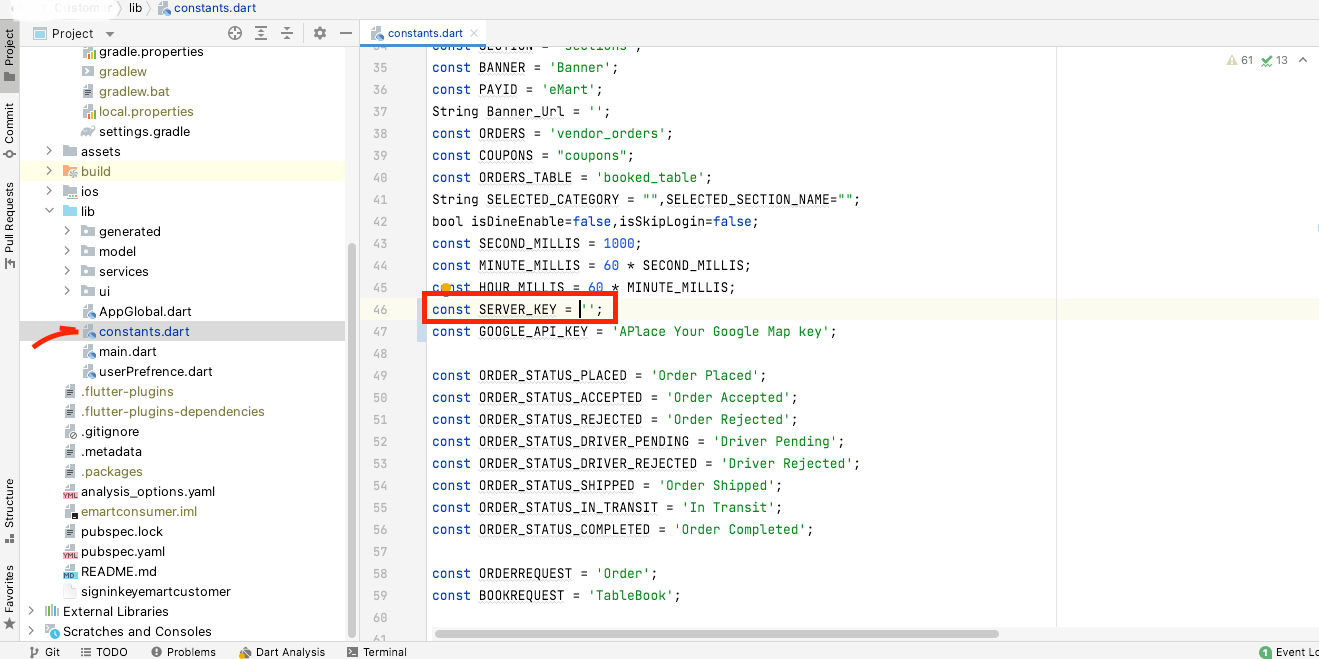 Customer lib constants.dart
Project
constants.dart
Project
Commit
Pull Requests
Structure
Favorites
gradle.properties
gradlew
gradlew.bat
local.properties
settings.gradle
assets
build
ios
lib
generated
model
services
ui
AppGlobal.dart
constants.dart
main.dart
userPrefrence.dart
.flutter-plugins
.flutter-plugins-dependencies
.gitignore
.metadata
.packages
analysis_options.yaml
emartconsumer.iml
pubspec.lock
pubspec.yaml
README.md
signinkeyemartcustomer
External Libraries
Scratches and Consoles
61 13
34 const SECTION = 'sections';
35 const BANNER = 'Banner';
36 const PAYID = 'eMart';
37 String Banner_Url = '';
38 const ORDERS = 'vendor_orders';
39 const COUPONS = "coupons";
40 const ORDERS_TABLE = 'booked_table';
41 String SELECTED_CATEGORY = "",SELECTED_SECTION_NAME="";
42 bool isDineEnable=false,isSkipLogin=false;
43 const SECOND_MILLIS = 1000;
44 const MINUTE_MILLIS = 60 * SECOND_MILLIS;
45 const HOUR_MILLIS = 60 * MINUTE_MILLIS;
46 const SERVER_KEY = '';
47 const GOOGLE_API_KEY = 'APlace Your Google Map key';
48
49 const ORDER_STATUS_PLACED = 'Order Placed';
50 const ORDER_STATUS_ACCEPTED = 'Order Accepted';
51 const ORDER_STATUS_REJECTED = 'Order Rejected';
52 const ORDER_STATUS_DRIVER_PENDING = 'Driver Pending';
53 const ORDER_STATUS_DRIVER_REJECTED = 'Driver Rejected';
54 const ORDER_STATUS_SHIPPED = 'Order Shipped';
55 const ORDER_STATUS_IN_TRANSIT = 'In Transit';
56 const ORDER_STATUS_COMPLETED = 'Order Completed';
57
58 const ORDERREQUEST = 'Order';
59 const BOOKREQUEST = 'TableBook';
60
61
Git TODO Problems Dart Analysis Terminal 1 Event Lo